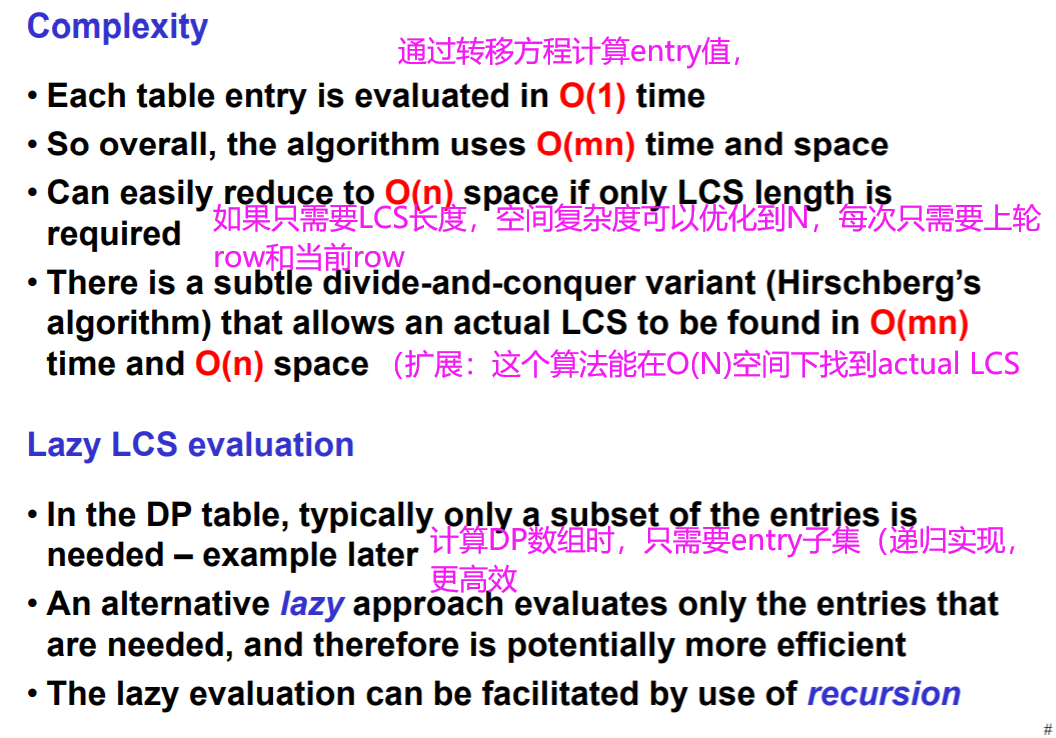 Complexity
通过转移方程计算entry值，
• Each table entry is evaluated in O(1) time
• So overall, the algorithm uses O(mn) time and space
• Can easily reduce to O(n) space if only LCS length is
required
如果只需要LCS长度，空间复杂度可以优化到N，每次只需要上轮
row和当前row
• There is a subtle divide-and-conquer variant (Hirschberg’s
algorithm) that allows an actual LCS to be found in O(mn)
time and O(n) space （扩展：这个算法能在O(N)空间下找到actual LCS
Lazy LCS evaluation
• In the DP table, typically only a subset of the entries is
needed – example later
计算DP数组时，只需要entry子集（递归实现，
更高效
• An alternative lazy approach evaluates only the entries that
are needed, and therefore is potentially more efficient
• The lazy evaluation can be facilitated by use of recursion
#